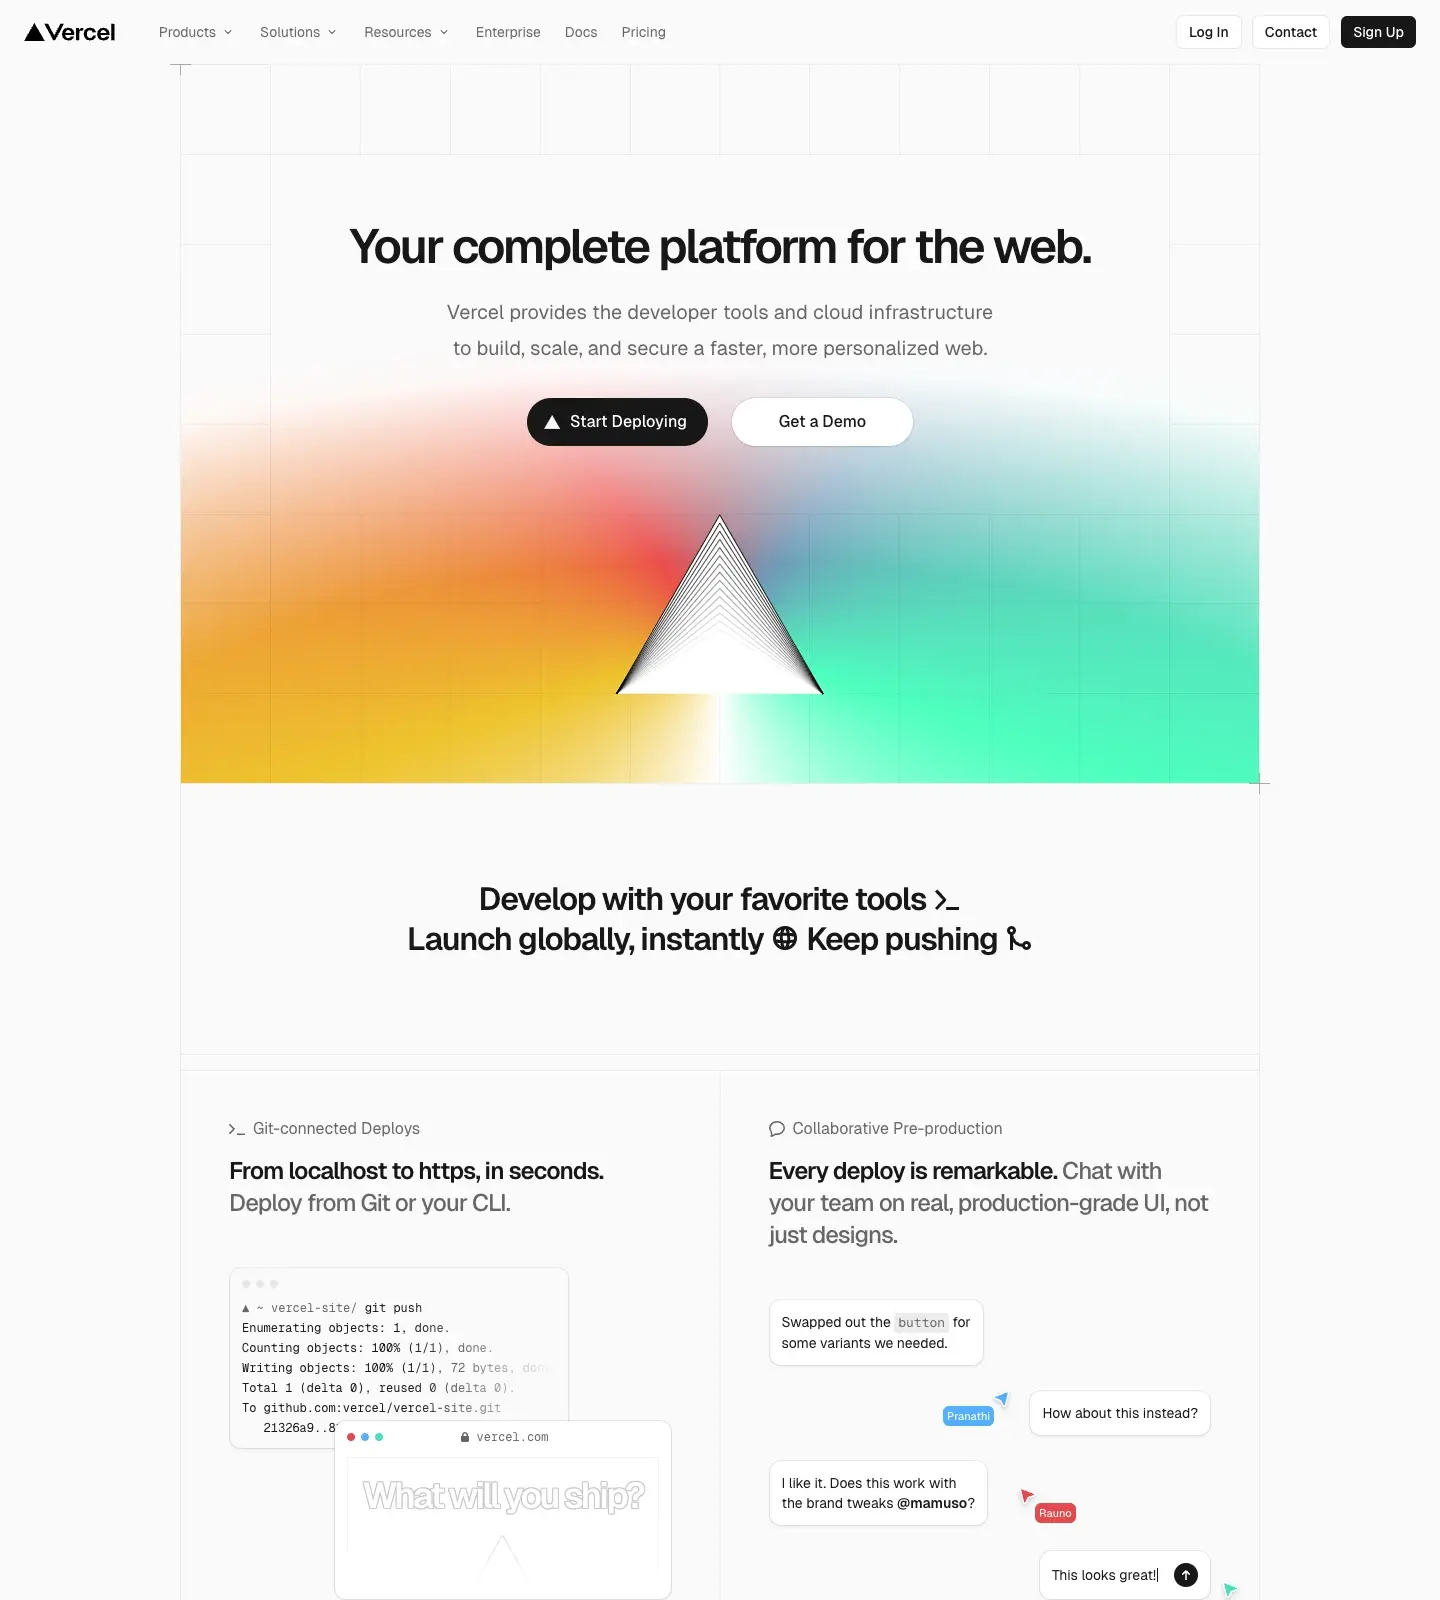 Vercel
Products
Solutions
Resources
Enterprise
Docs
Pricing
Log In
Contact
Sign Up
Your complete platform for the web.
Vercel provides the developer tools and cloud infrastructure
to build, scale, and secure a faster, more personalized web.
Start Deploying
Get a Demo
Develop with your favorite tools
Launch globally, instantly Keep pushing
Git-connected Deploys
From localhost to https, in seconds.
Deploy from Git or your CLI.
▲ ~ vercel-site/ git push
Enumerating objects: 1, done.
Counting objects: 100% (1/1), done.
Writing objects: 100% (1/1), 72 bytes, don
Total 1 (delta 0), reused 0 (delta 0).
To github.com:vercel/vercel-site.git
21326a9..8
vercel.com
What will you ship?
Collaborative Pre-production
Every deploy is remarkable. Chat with
your team on real, production-grade UI, not
just designs.
Swapped out the button for
some variants we needed.
Pranathi
How about this instead?
I like it. Does this work with
the brand tweaks @mamuso?
Rauno
This looks great!